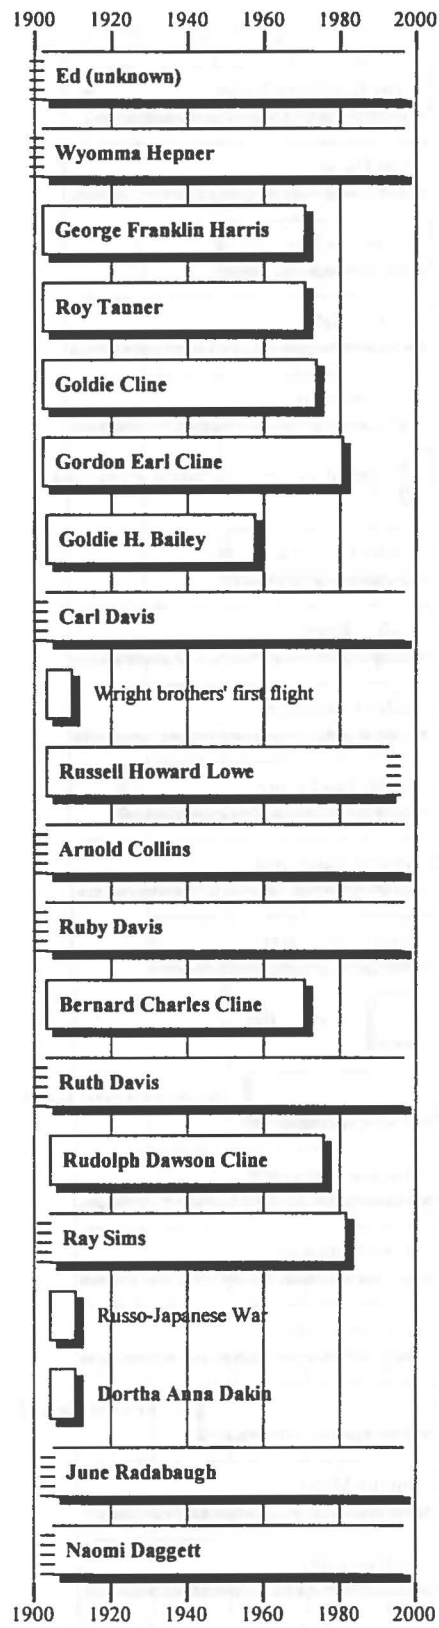 1900 1920 1940 1960 1980 2000
Ed (unknown)
Wyomma Hepner
George Franklin Harris
Roy Tanner
Goldie Cline
Gordon Earl Cline
Goldie H. Bailey
Carl Davis
Wright brothers' first flight
Russell Howard Lowe
Arnold Collins
Ruby Davis
Bernard Charles Cline
Ruth Davis
Rudolph Dawson Cline
Ray Sims
Russo-Japanese War
Dortha Anna Dakin
June Radabaugh
Naomi Daggett
1900 1920 1940 1960 1980 2000